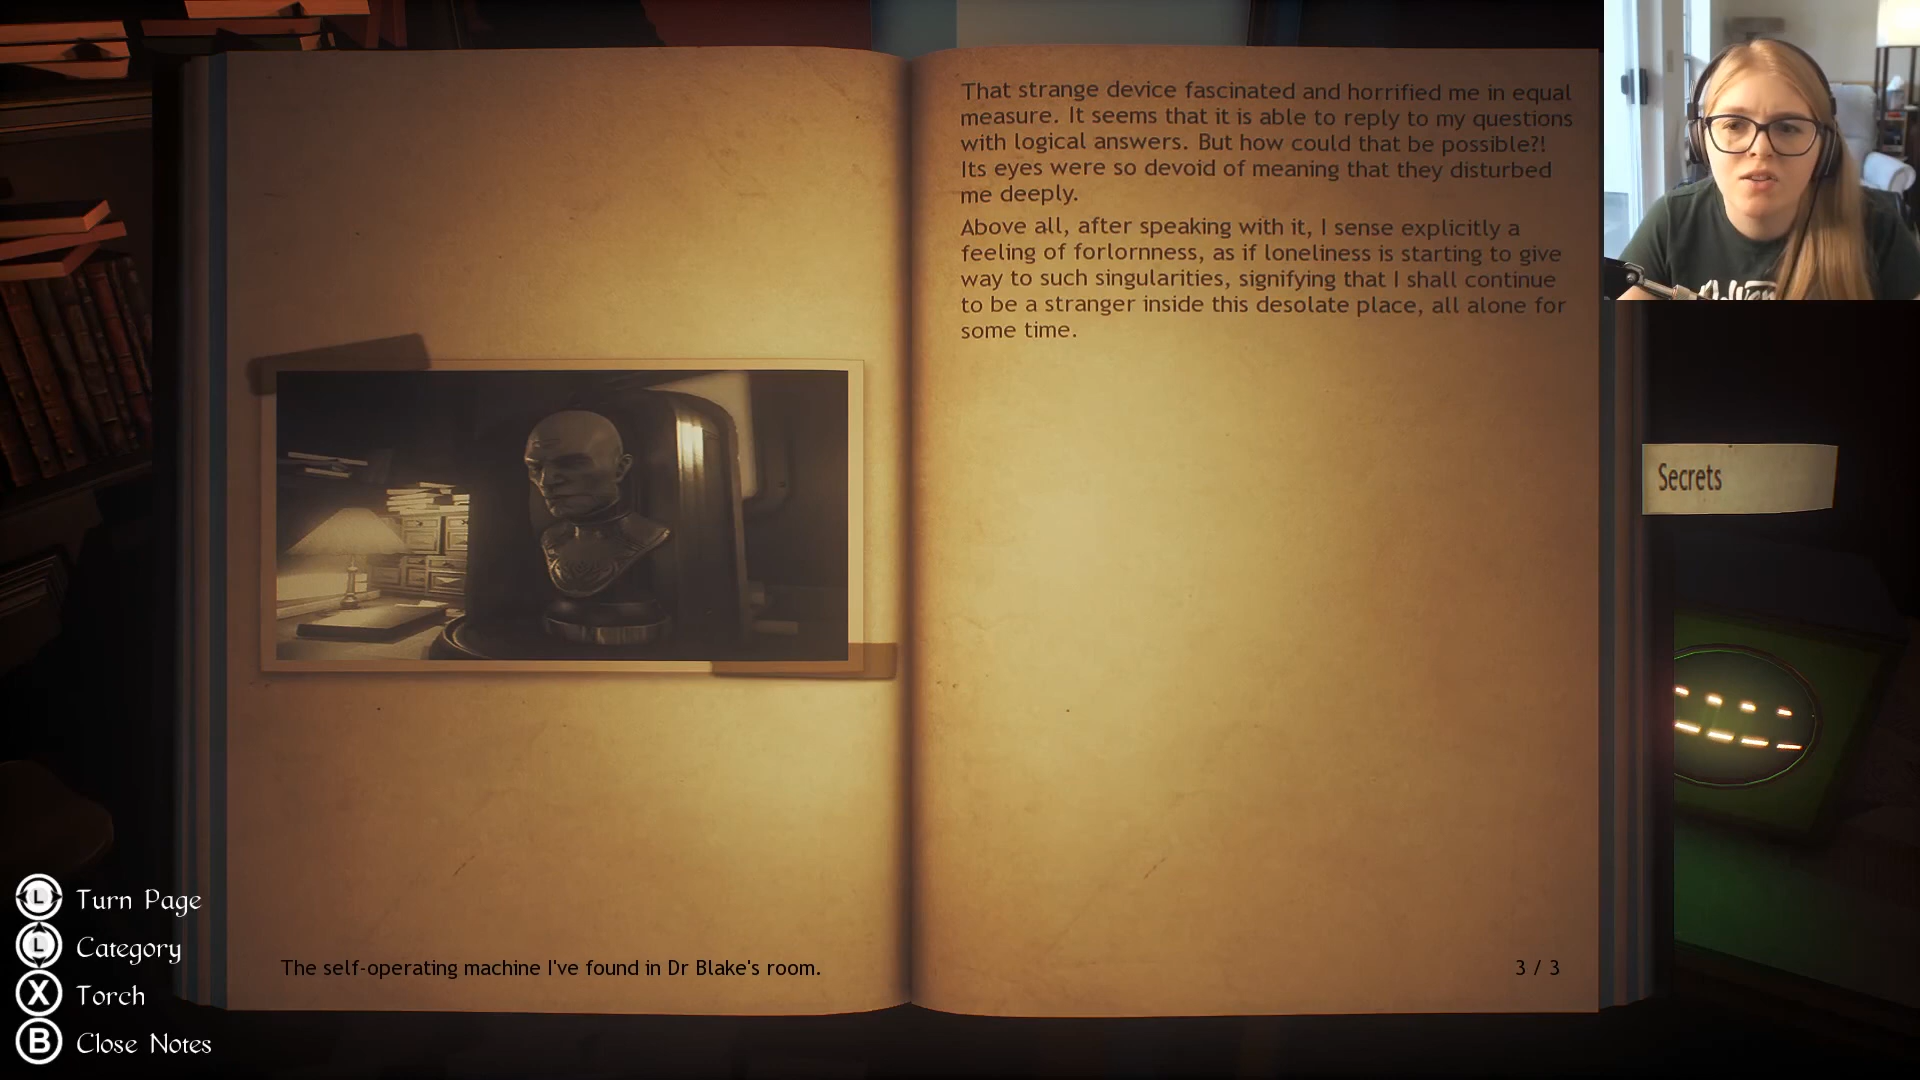 That strange device fascinated and horrified me in equal
measure. It seems that it is able to reply to my questions
with logical answers. But how could that be possible?!
Its eyes were so devoid of meaning that they disturbed
me deeply.
Above all, after speaking with it, I sense explicitly a
feeling of forlornness, as if loneliness is starting to give
way to such singularities, signifying that I shall continue
to be a stranger inside this desolate place, all alone for
some time.
Secrets
L Turn Page
L Category
X Torch
B Close Notes
The self-operating machine I've found in Dr Blake's room.
3 / 3